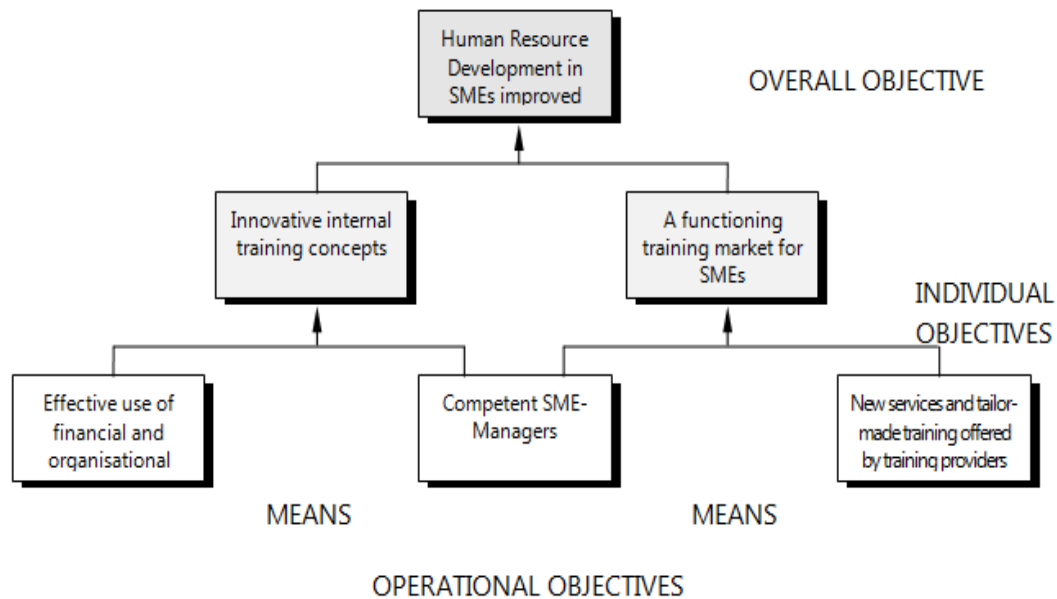 Human Resource
Development in
SMEs improved
OVERALL OBJECTIVE
Innovative internal
training concepts
A functioning
training market for
SMEs
INDIVIDUAL
OBJECTIVES
Effective use of
financial and
organisational
Competent SME-
Managers
New services and tailor-
made training offered
by training providers
MEANS
MEANS
OPERATIONAL OBJECTIVES